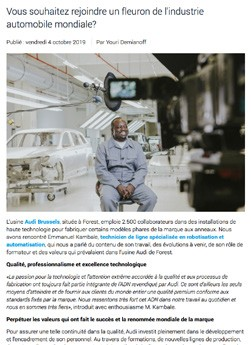 Vous souhaitez rejoindre un fleuron de l'industrie
automobile mondiale?
Publié : vendredi 4 octobre 2019 | Par Youri Demianoff
L'usine Audi Brussels, située à Forest, emploie 2.500 collaborateurs dans des installations de
haute technologie pour fabriquer certains modèles phares de la marque aux anneaux. Nous
avons rencontré Emmanuel Kambale, technicien de ligne spécialisée en robotisation et
automatisation, qui nous a parlé du contenu de son travail, des évolutions à venir, de son rôle de
formateur et des valeurs qui prévalent dans l'usine Audi de Forest.
Qualité, professionnalisme et excellence technologique
«La passion pour la technologie et l'attention extrême accordée à la qualité et aux processus de
fabrication ont toujours fait partie intégrante de l'ADN revendiqué par Audi. On se doit d'ailleurs les seuils
moyens d'atteindre et de fournir aux clients du monde entier une qualité premium conforme aux
standards fixés par la marque. Nous ressentons très fort cet ADN dans notre travail au quotidien et
nous en sommes très fiers», introduit avec enthousiasme M. Kambale.
Perpétuer les valeurs qui ont fait le succès et la renommée mondiale de la marque
Pour assurer une telle continuité dans la qualité, Audi investit pleinement dans le développement
et l'encadrement de son personnel. Au travers de formations, de nouvelles lignes de production,